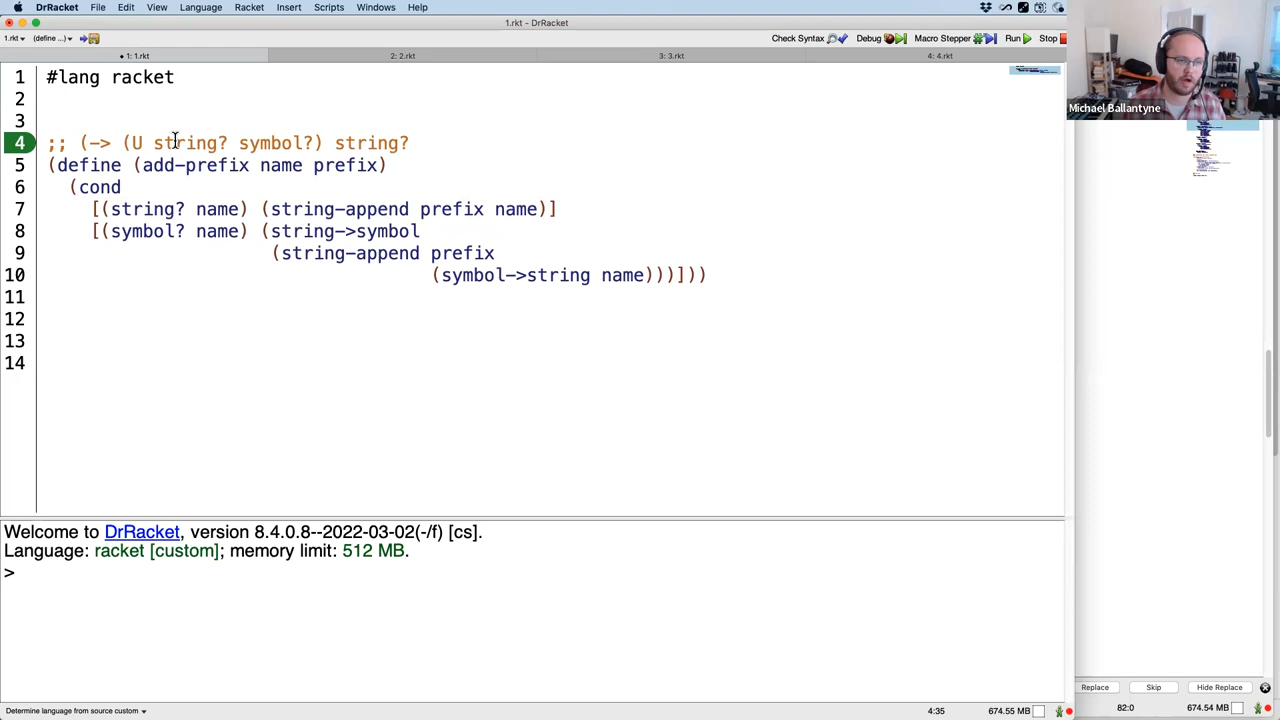 DrRacket File Edit View Language Racket Insert Scripts Windows Help
1.rkt - DrRacket
1.rkt (define ...) Check Syntax Debug Macro Stepper Run Stop
1: 1.rkt 2: 2.rkt 3: 3.rkt 4: 4.rkt
Michael Ballantyne
1 #lang racket
2
3
4 ;; (-> (U string? symbol?) string?
5 (define (add-prefix name prefix)
6 (cond
7 [(string? name) (string-append prefix name)]
8 [(symbol? name) (string->symbol
9 (string-append prefix
10 (symbol->string name)))]))
11
12
13
14
Welcome to DrRacket, version 8.4.0.8--2022-03-02(-/f) [cs].
Language: racket [custom]; memory limit: 512 MB.
>
Replace Skip Hide Replace
Determine language from source custom 4:35 674.55 MB 82:0 674.54 MB